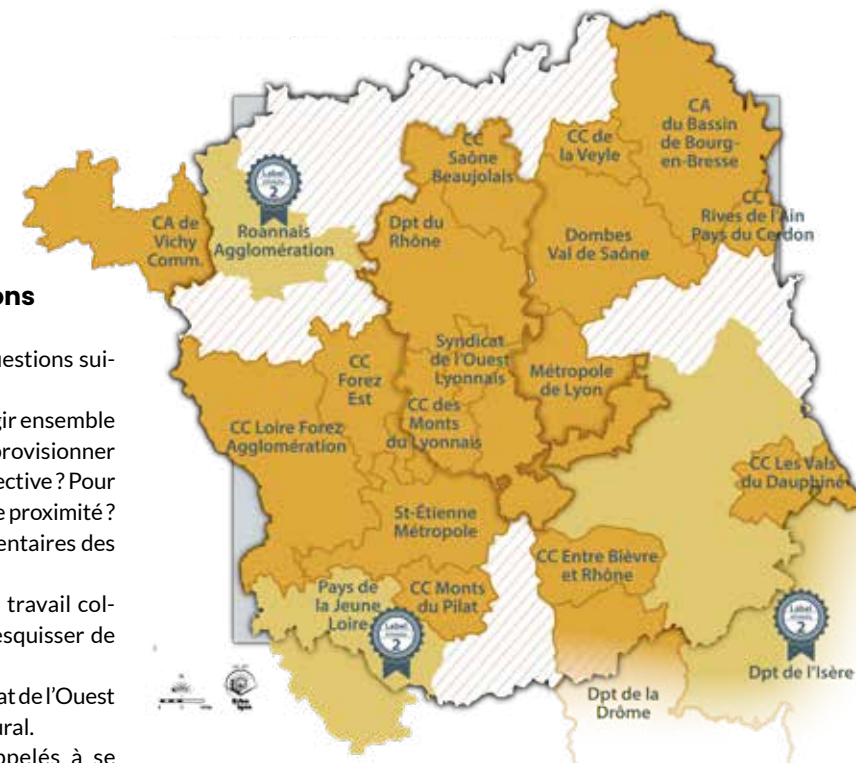 ons
uestions sui-
gir ensemble
provisionner
ective ? Pour
e proximité ?
entaires des
travail col-
esquisser de
at de l'Ouest
ural.
ppelés à se
CA
du Bassin
de Bourg-
en-Bresse
CC de
la Veyle
CC
Saône
Beaujolais
CC
Rives de l'Ain
Pays du Cerdon
Label
niveau
2
Roannais
Agglomération
CA de
Vichy
Comm.
Dpt du
Rhône
Dombes
Val de Saône
Syndicat
de l'Ouest
Lyonnais
Métropole
de Lyon
CC
Forez
Est
CC Loire Forez
Agglomération
CC des
Monts
du Lyonnais
CC Les Vals
du Dauphiné
St-Étienne
Métropole
CC Entre Bièvre
et Rhône
Pays de
la Jeune
Loire
Label
niveau
2
CC Monts
du Pilat
Label
niveau
2
Dpt de l'Isère
Dpt de la
Drôme